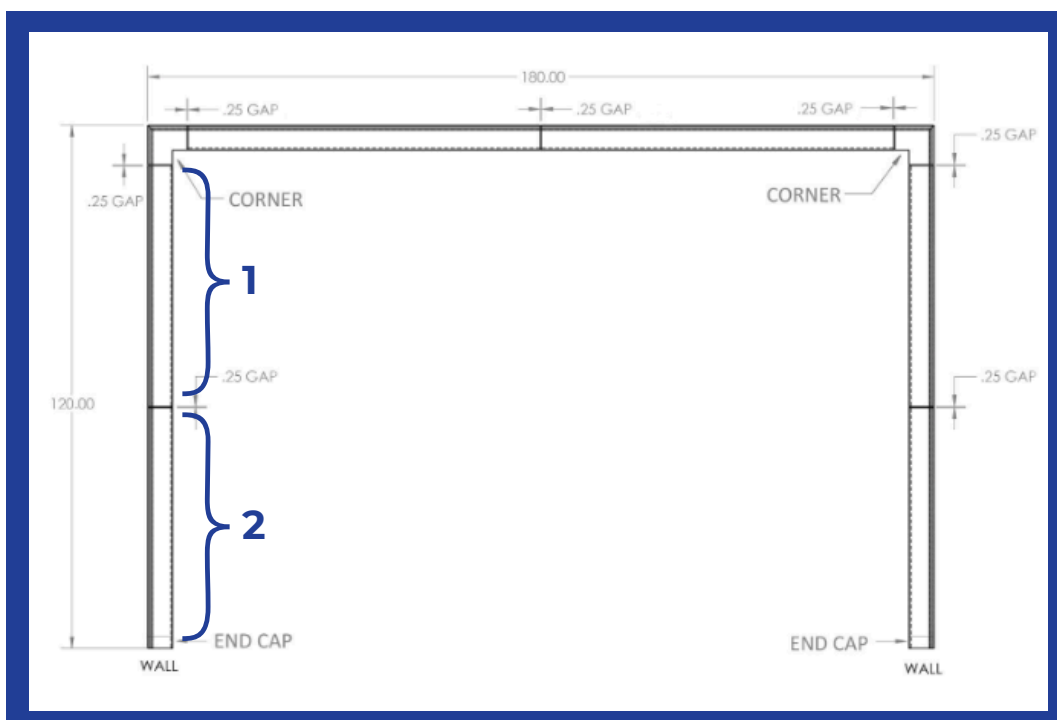 180.00
.25 GAP
.25 GAP
.25 GAP
.25 GAP
.25 GAP
CORNER
CORNER
1
.25 GAP
.25 GAP
120.00
2
END CAP
END CAP
WALL
WALL